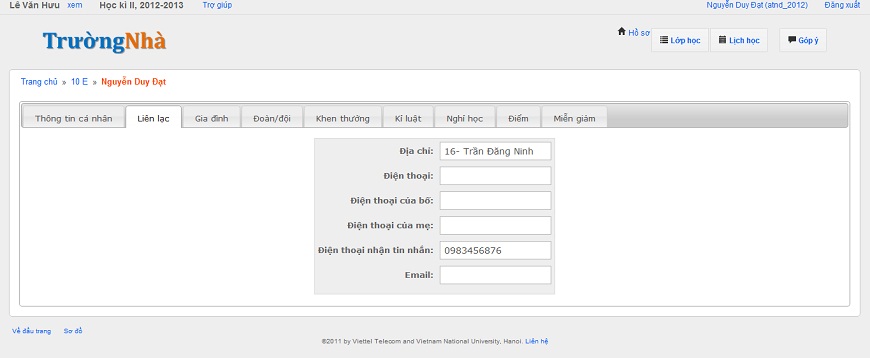 Lê Văn Hưu xem Học kì II, 2012-2013 Trợ giúp Nguyễn Duy Đạt (atnd_2012) Đăng xuất
TrườngNhà Hồ sơ Lớp học Lịch học Góp ý
Trang chủ » 10 E » Nguyễn Duy Đạt
Thông tin cá nhân Liên lạc Gia đình Đoàn/đội Khen thưởng Kỉ luật Nghỉ học Điểm Miễn giảm
Địa chỉ: 16- Trần Đăng Ninh
Điện thoại:
Điện thoại của bố:
Điện thoại của mẹ:
Điện thoại nhận tin nhắn: 0983456876
Email:
Về đầu trang Sơ đồ
©2011 by Viettel Telecom and Vietnam National University, Hanoi. Liên hệ